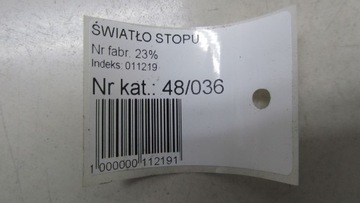 ŚWIATŁO STOPU
Nr fabr. 23%
Indeks: 011219
Nr kat.: 48/036
1 000000 112191